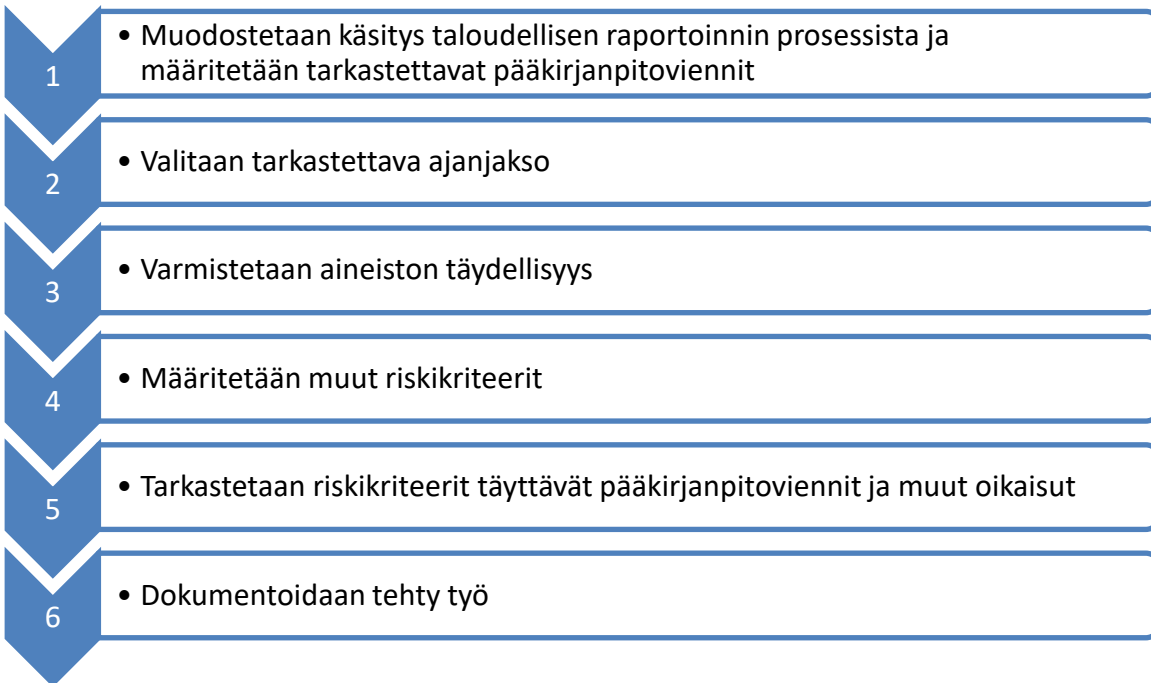 1
• Muodostetaan käsitys taloudellisen raportoinnin prosessista ja
määritetään tarkastettavat pääkirjanpitoviennit
2
• Valitaan tarkastettava ajanjakso
3
• Varmistetaan aineiston täydellisyys
4
• Määritetään muut riskikriteerit
5
• Tarkastetaan riskikriteerit täyttävät pääkirjanpitoviennit ja muut oikaisut
6
• Dokumentoidaan tehty työ